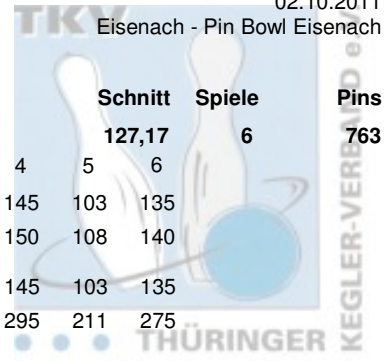 02.10.2011
Eisenach - Pin Bowl Eisenach
Schnitt Spiele Pins
127,17 6 763
4 5 6
145 103 135
150 108 140
145 103 135
295 211 275
TKV
THÜRINGER
KEGLER-VERBAND e.V.